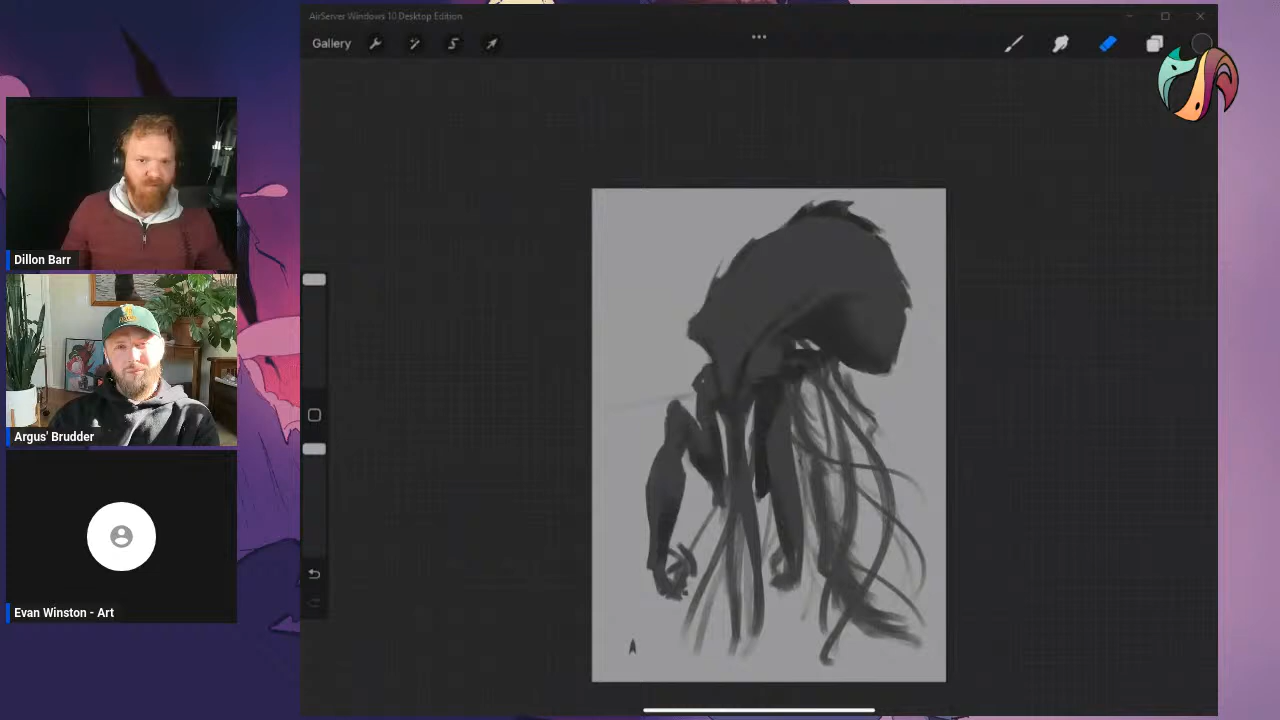 AirServer Windows 10 Desktop Edition
Gallery
Dillon Barr
Argus' Brudder
Evan Winston - Art